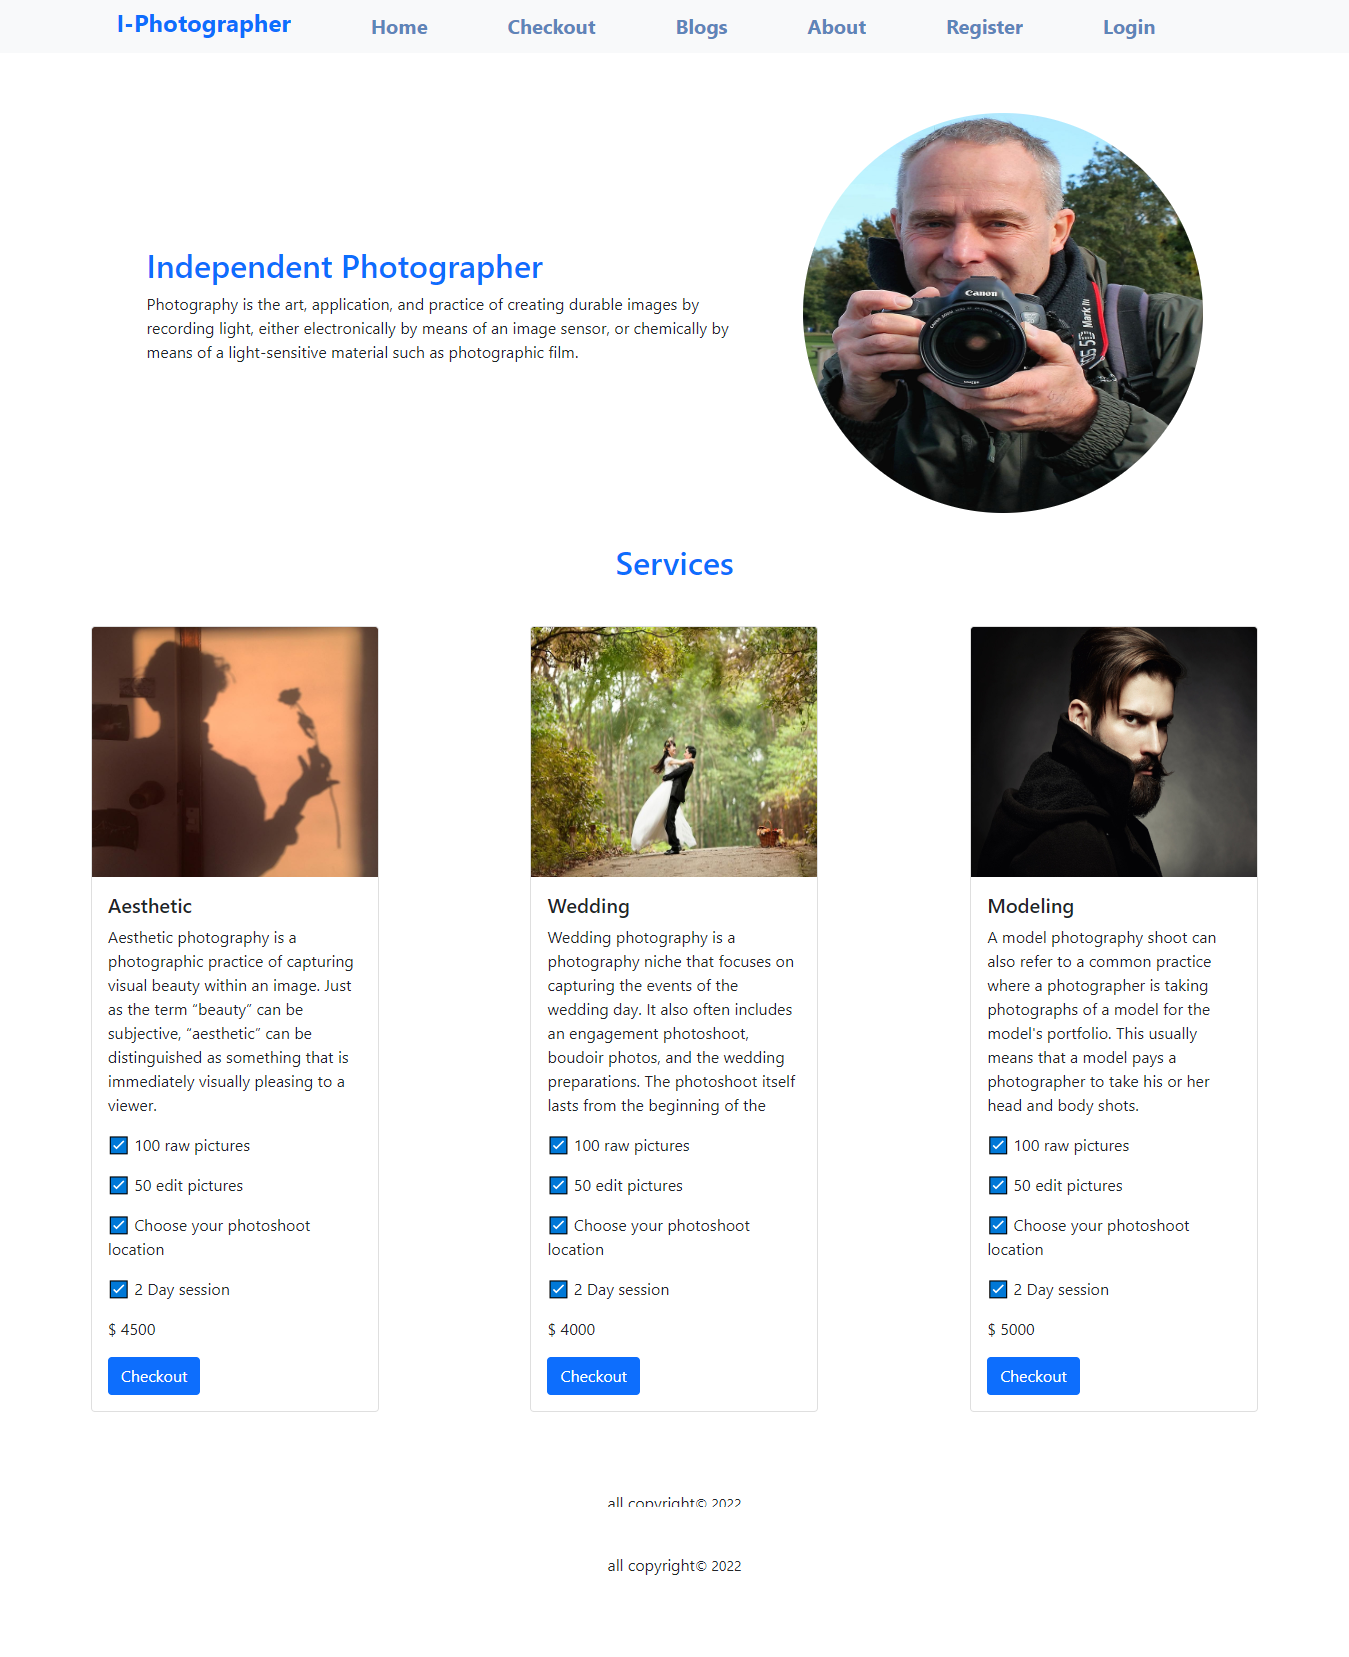 I-Photographer Home Checkout Blogs About Register Login
Canon
Mark
Independent Photographer
Photography is the art, application, and practice of creating durable images by
recording light, either electronically by means of an image sensor, or chemically by
means of a light-sensitive material such as photographic film.
Services
Aesthetic
Aesthetic photography is a
photographic practice of capturing
visual beauty within an image. Just
as the term “beauty” can be
subjective, “aesthetic” can be
distinguished as something that is
immediately visually pleasing to a
viewer.
100 raw pictures
50 edit pictures
Choose your photoshoot
location
2 Day session
$ 4500
Checkout
Wedding
Wedding photography is a
photography niche that focuses on
capturing the events of the
wedding day. It also often includes
an engagement photoshoot,
boudoir photos, and the wedding
preparations. The photoshoot itself
lasts from the beginning of the
100 raw pictures
50 edit pictures
Choose your photoshoot
location
2 Day session
$ 4000
Checkout
Modeling
A model photography shoot can
also refer to a common practice
where a photographer is taking
photographs of a model for the
model's portfolio. This usually
means that a model pays a
photographer to take his or her
head and body shots.
100 raw pictures
50 edit pictures
Choose your photoshoot
location
2 Day session
$ 5000
Checkout
all copyright© 2022
all copyright© 2022